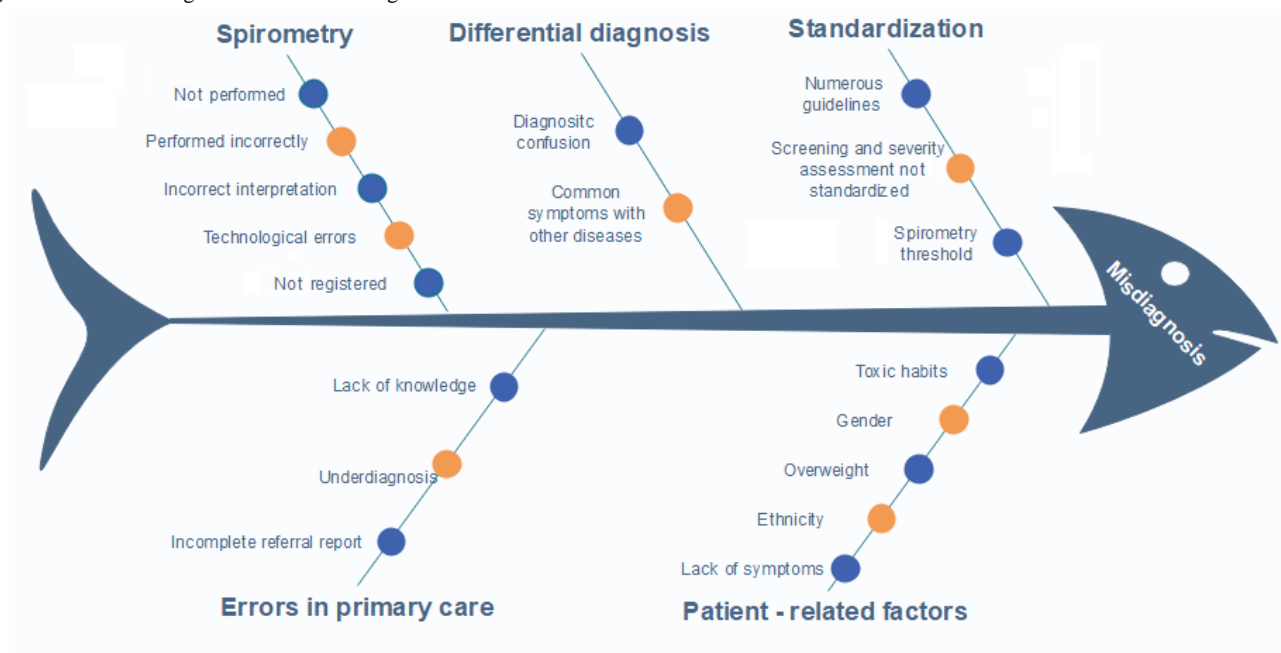 Spirometry
Not performed
Performed incorrectly
Incorrect interpretation
Technological errors
Not registered
Differential diagnosis
Diagnositc
confusion
Common
symptoms with
other diseases
Standardization
Numerous
guidelines
Screening and severity
assessment not
standardized
Spirometry
threshold
Misdiagnosis
Lack of knowledge
Underdiagnosis
Incomplete referral report
Errors in primary care
Toxic habits
Gender
Overweight
Ethnicity
Lack of symptoms
Patient - related factors